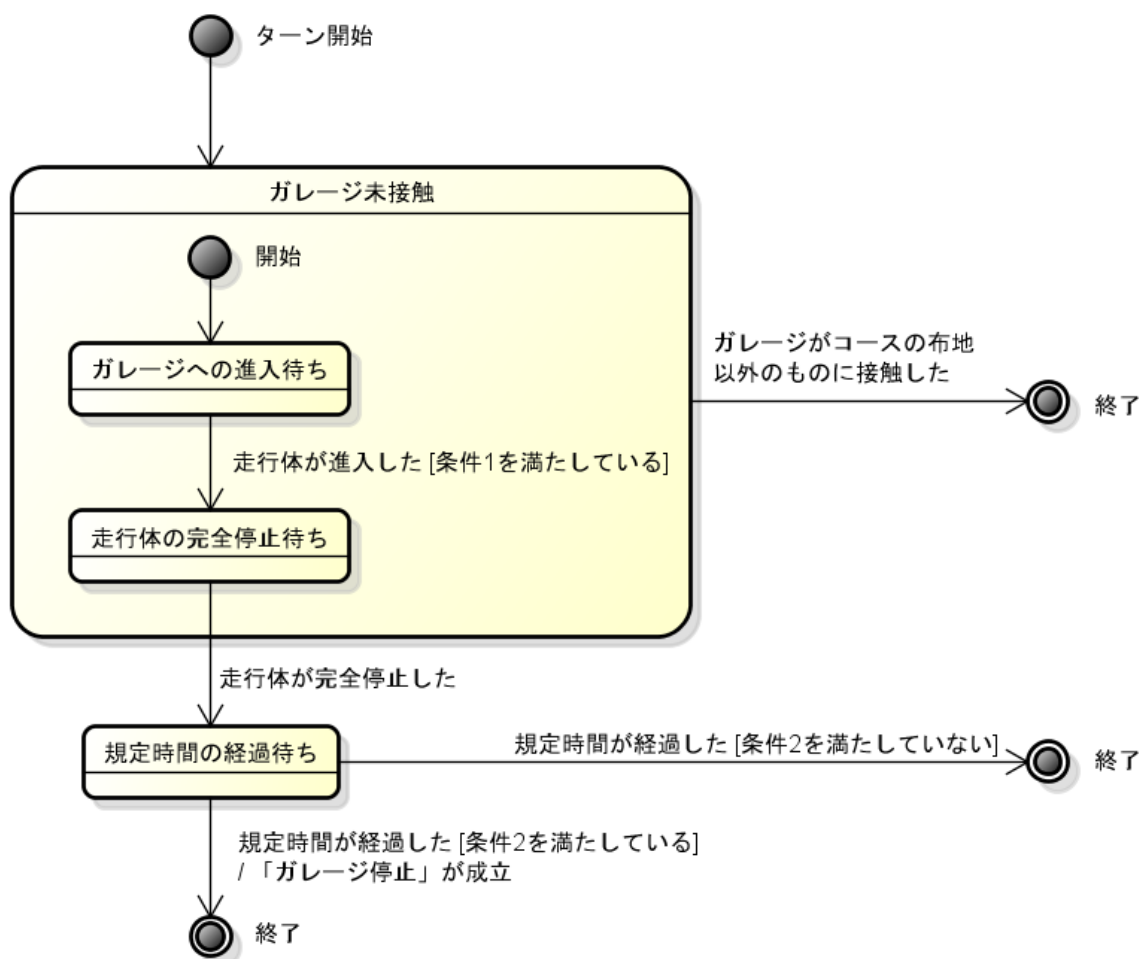 ターン開始
ガレージ未接触
開始
ガレージへの進入待ち
ガレージがコースの布地
以外のものに接触した
終了
走行体が進入した [条件1を満たしている]
走行体の完全停止待ち
走行体が完全停止した
規定時間の経過待ち
規定時間が経過した [条件2を満たしていない]
終了
規定時間が経過した [条件2を満たしている]
/ 「ガレージ停止」が成立
終了